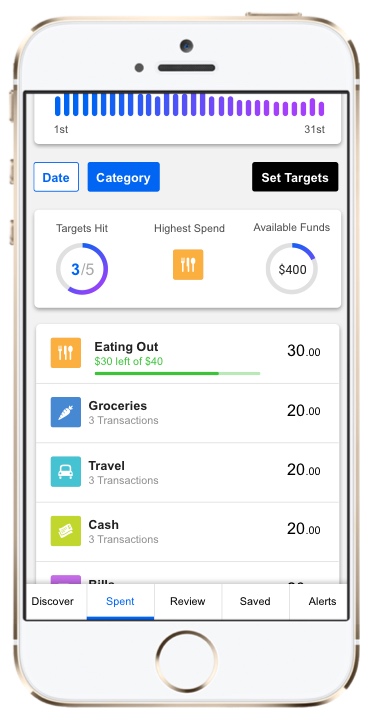 1st 31st
Date Category Set Targets
Targets Hit Highest Spend Available Funds
3/5 $400
Eating Out 30.00
$30 left of $40
Groceries 20.00
3 Transactions
Travel 20.00
3 Transactions
Cash 20.00
3 Transactions
Discover Spent Review Saved Alerts